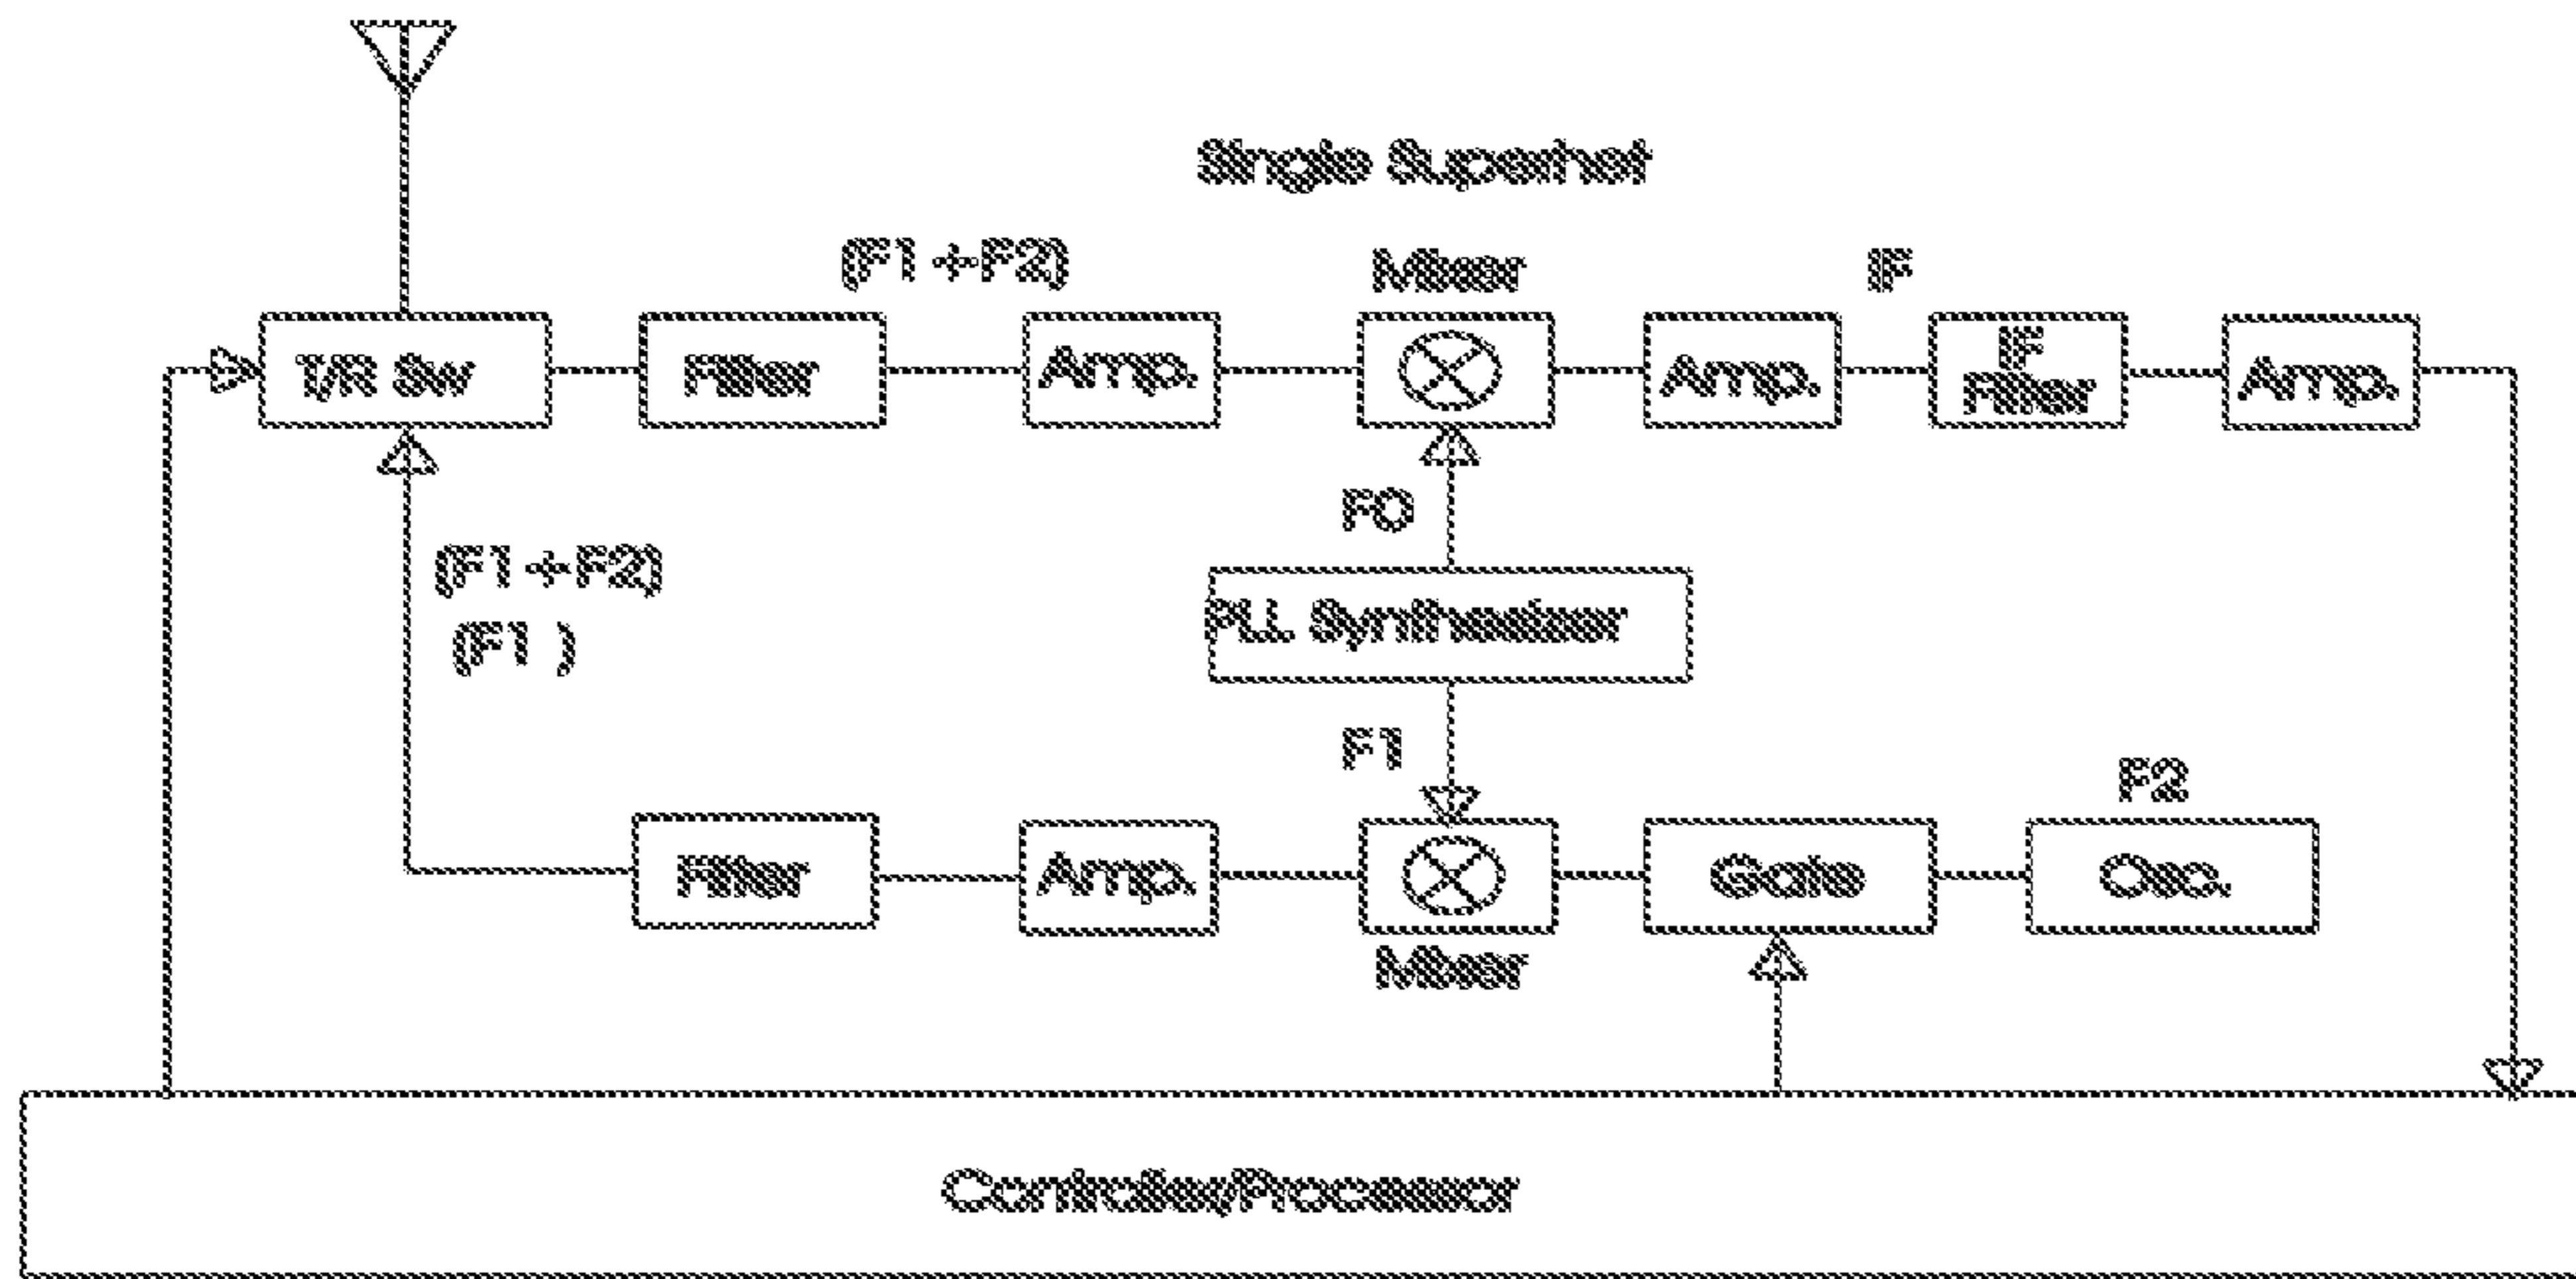 Single Superhet
(F1 +F2)
Mixer
IF
T/R Sw
Filter
Amp.
Amp.
IF
Filter
Amp.
F0
(F1 +F2)
(F1 )
PLL Synthesizer
F1
F2
Filter
Amp.
Gate
Osc.
Mixer
Controller/Processor